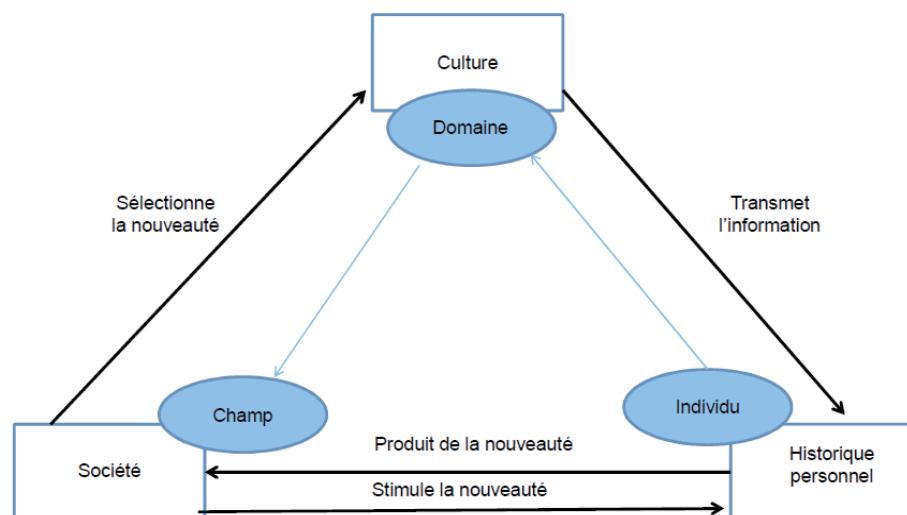 Culture
Domaine
Sélectionne
la nouveauté
Transmet
l'information
Champ
Individu
Société
Produit de la nouveauté
Stimule la nouveauté
Historique
personnel